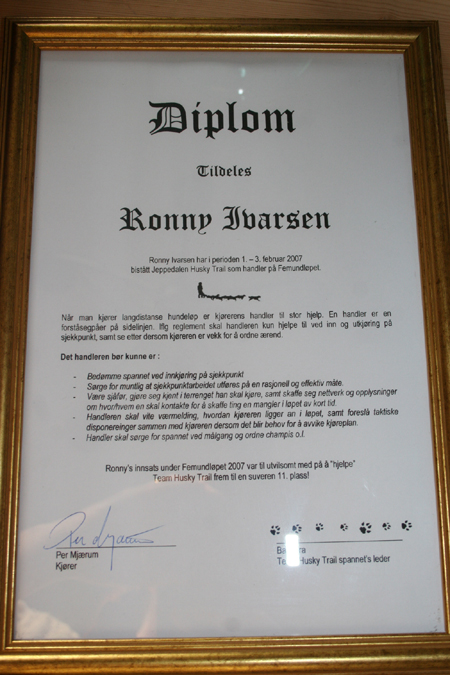 Diplom
Tildeles
Ronny Ivarsen
Ronny Ivarsen har i perioden 1. – 3. februar 2007
bistått Jeppedalen Husky Trail som handler på Femundløpet.
Når man kjører langdistanse hundeløp er kjørerens handler til stor hjelp. En handler er en
forståsegpåer på sidelinjen. Iflg reglement skal handleren kun hjelpe til ved inn og utkjøring på
sjekkpunkt, samt se etter dersom kjøreren er vekk for å ordne ærend.
Det handleren bør kunne er :
- Bedømme spannet ved innkjøring på sjekkpunkt
- Sørge for muntlig at sjekkpunktarbeidet utføres på en rasjonell og effektiv måte.
- Være sjåfør, gjøre seg kjent i terrenget han skal kjøre, samt skaffe seg nettverk og opplysninger
om hvor/hvem en skal kontakte for å skaffe ting en mangler i løpet av kort tid.
- Handleren skal vite værmelding, hvordan kjøreren ligger an i løpet, samt foreslå taktiske
disponereinger sammen med kjøreren dersom det blir behov for å avvike kjøreplan.
- Handler skal sørge for spannet ved målgang og ordne champis o.l.
Ronny's innsats under Femundløpet 2007 var til utvilsomt med på å "hjelpe"
Team Husky Trail frem til en suveren 11. plass!
Per Mjærum
Per Mjærum
Kjører
Husky Trail spannet's leder